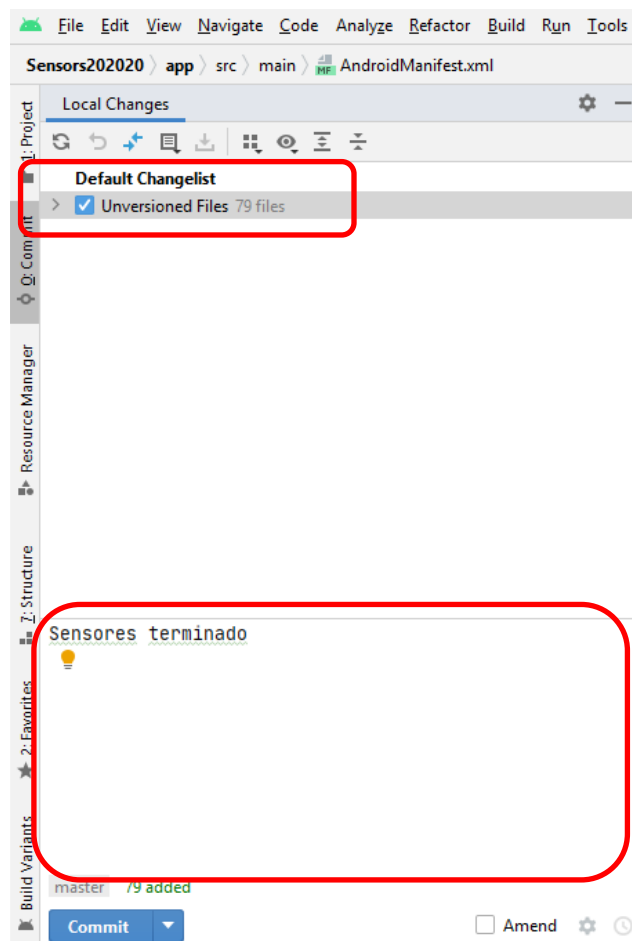 File Edit View Navigate Code Analyze Refactor Build Run Tools
Sensors202020 app src main AndroidManifest.xml
1: Project
Local Changes
Default Changelist
Unversioned Files 79 files
0: Commit
Resource Manager
7: Structure
Sensores terminado
2: Favorites
Build Variants
master 79 added
Commit Amend